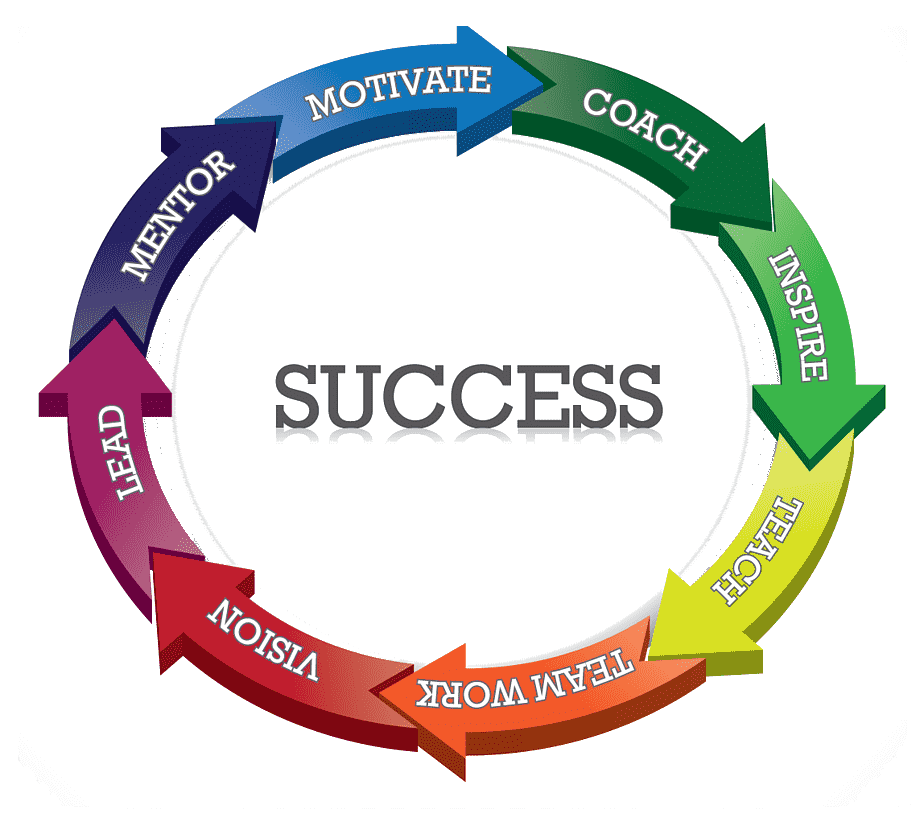 MOTIVATE
COACH
INSPIRE
TEACH
TEAM WORK
VISION
LEAD
MENTOR
SUCCESS